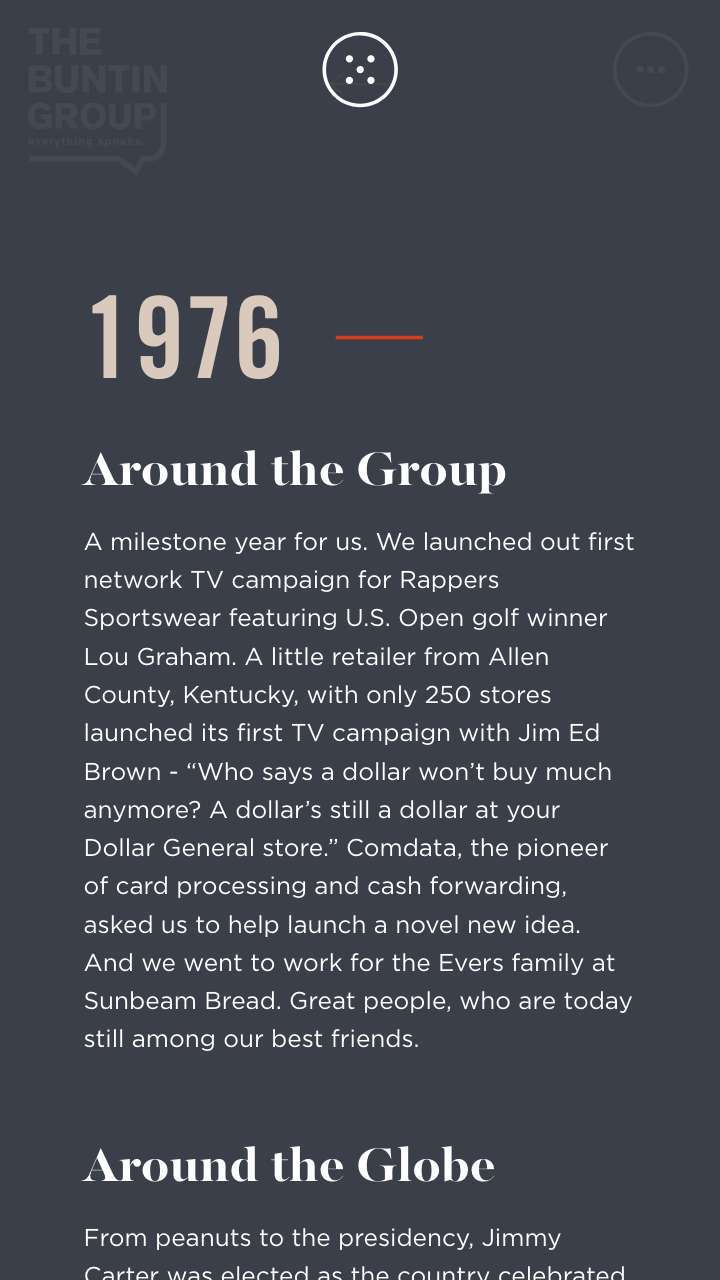 THE
BUNTIN
GROUP
everything speaks.
1976
Around the Group
A milestone year for us. We launched out first
network TV campaign for Rappers
Sportswear featuring U.S. Open golf winner
Lou Graham. A little retailer from Allen
County, Kentucky, with only 250 stores
launched its first TV campaign with Jim Ed
Brown - “Who says a dollar won’t buy much
anymore? A dollar’s still a dollar at your
Dollar General store.” Comdata, the pioneer
of card processing and cash forwarding,
asked us to help launch a novel new idea.
And we went to work for the Evers family at
Sunbeam Bread. Great people, who are today
still among our best friends.
Around the Globe
From peanuts to the presidency, Jimmy
Carter was elected as the country celebrated